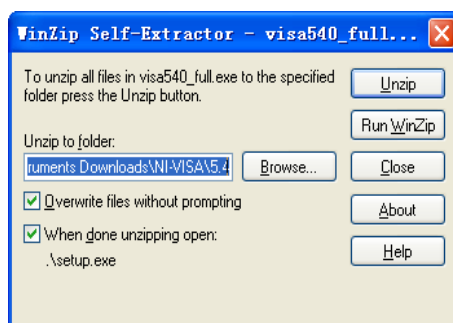 WinZip Self-Extractor - visa540_full...
To unzip all files in visa540_full.exe to the specified
folder press the Unzip button.
Unzip to folder:
ruments Downloads\NI-VISA\5.4
Browse...
Overwrite files without prompting
When done unzipping open:
.\setup.exe
Unzip
Run WinZip
Close
About
Help